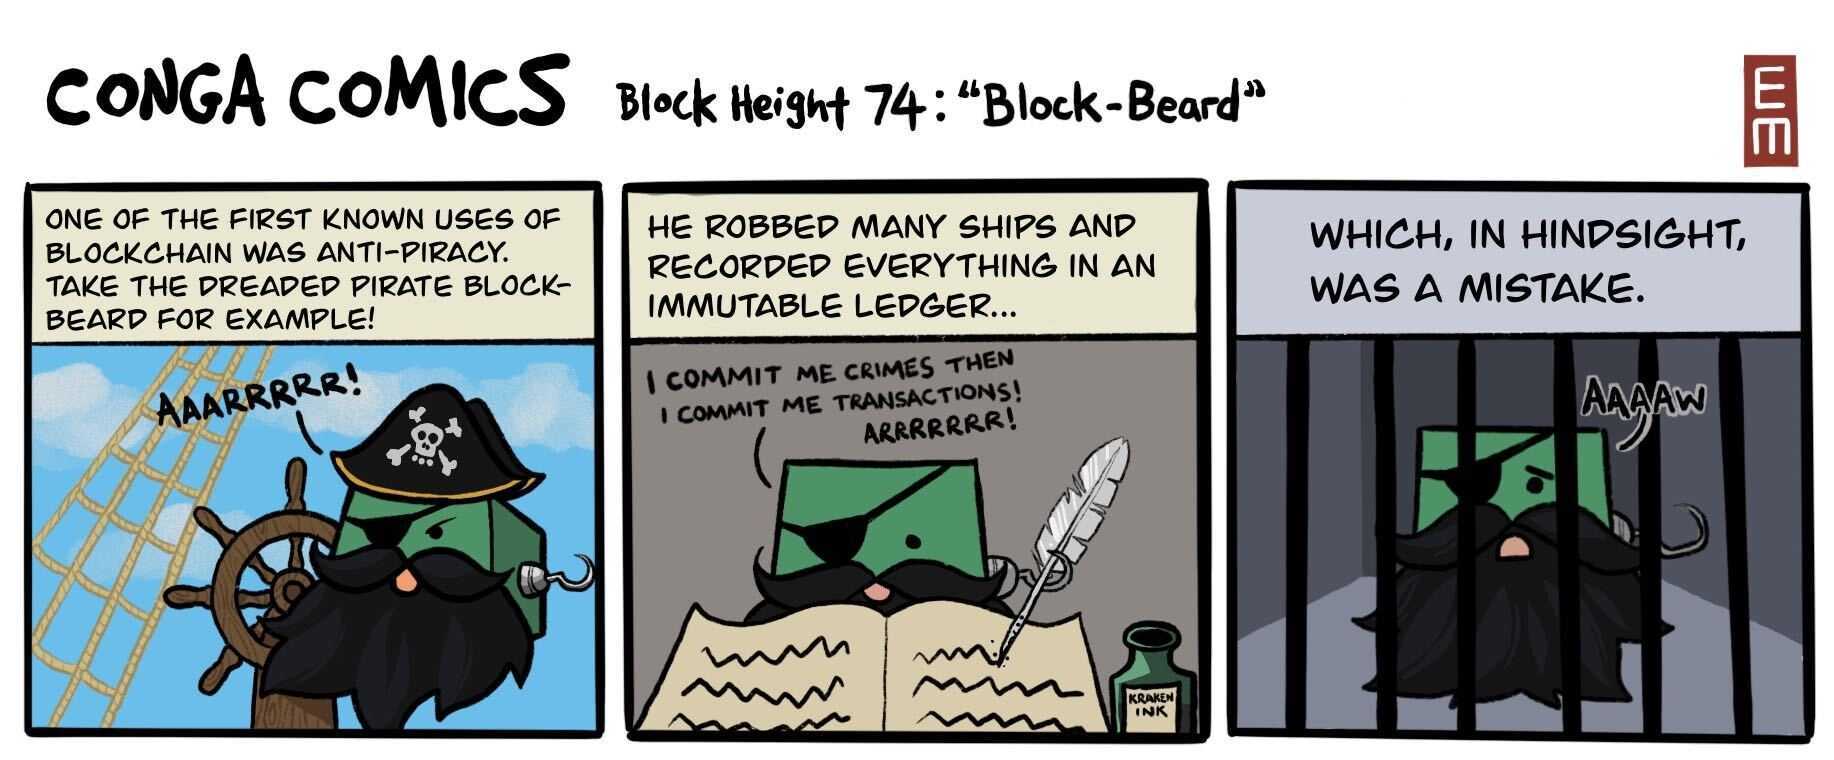 CONGA COMICS Block Height 74: “Block-Beard”
ONE OF THE FIRST KNOWN USES OF
BLOCKCHAIN WAS ANTI-PIRACY.
TAKE THE DREADED PIRATE BLOCK-
BEARD FOR EXAMPLE!
AAARRRRR!
HE ROBBED MANY SHIPS AND
RECORDED EVERYTHING IN AN
IMMUTABLE LEDGER...
I COMMIT ME CRIMES THEN
I COMMIT ME TRANSACTIONS!
ARRRRRRR!
KRAKEN
INK
WHICH, IN HINDSIGHT,
WAS A MISTAKE.
AAAAAW